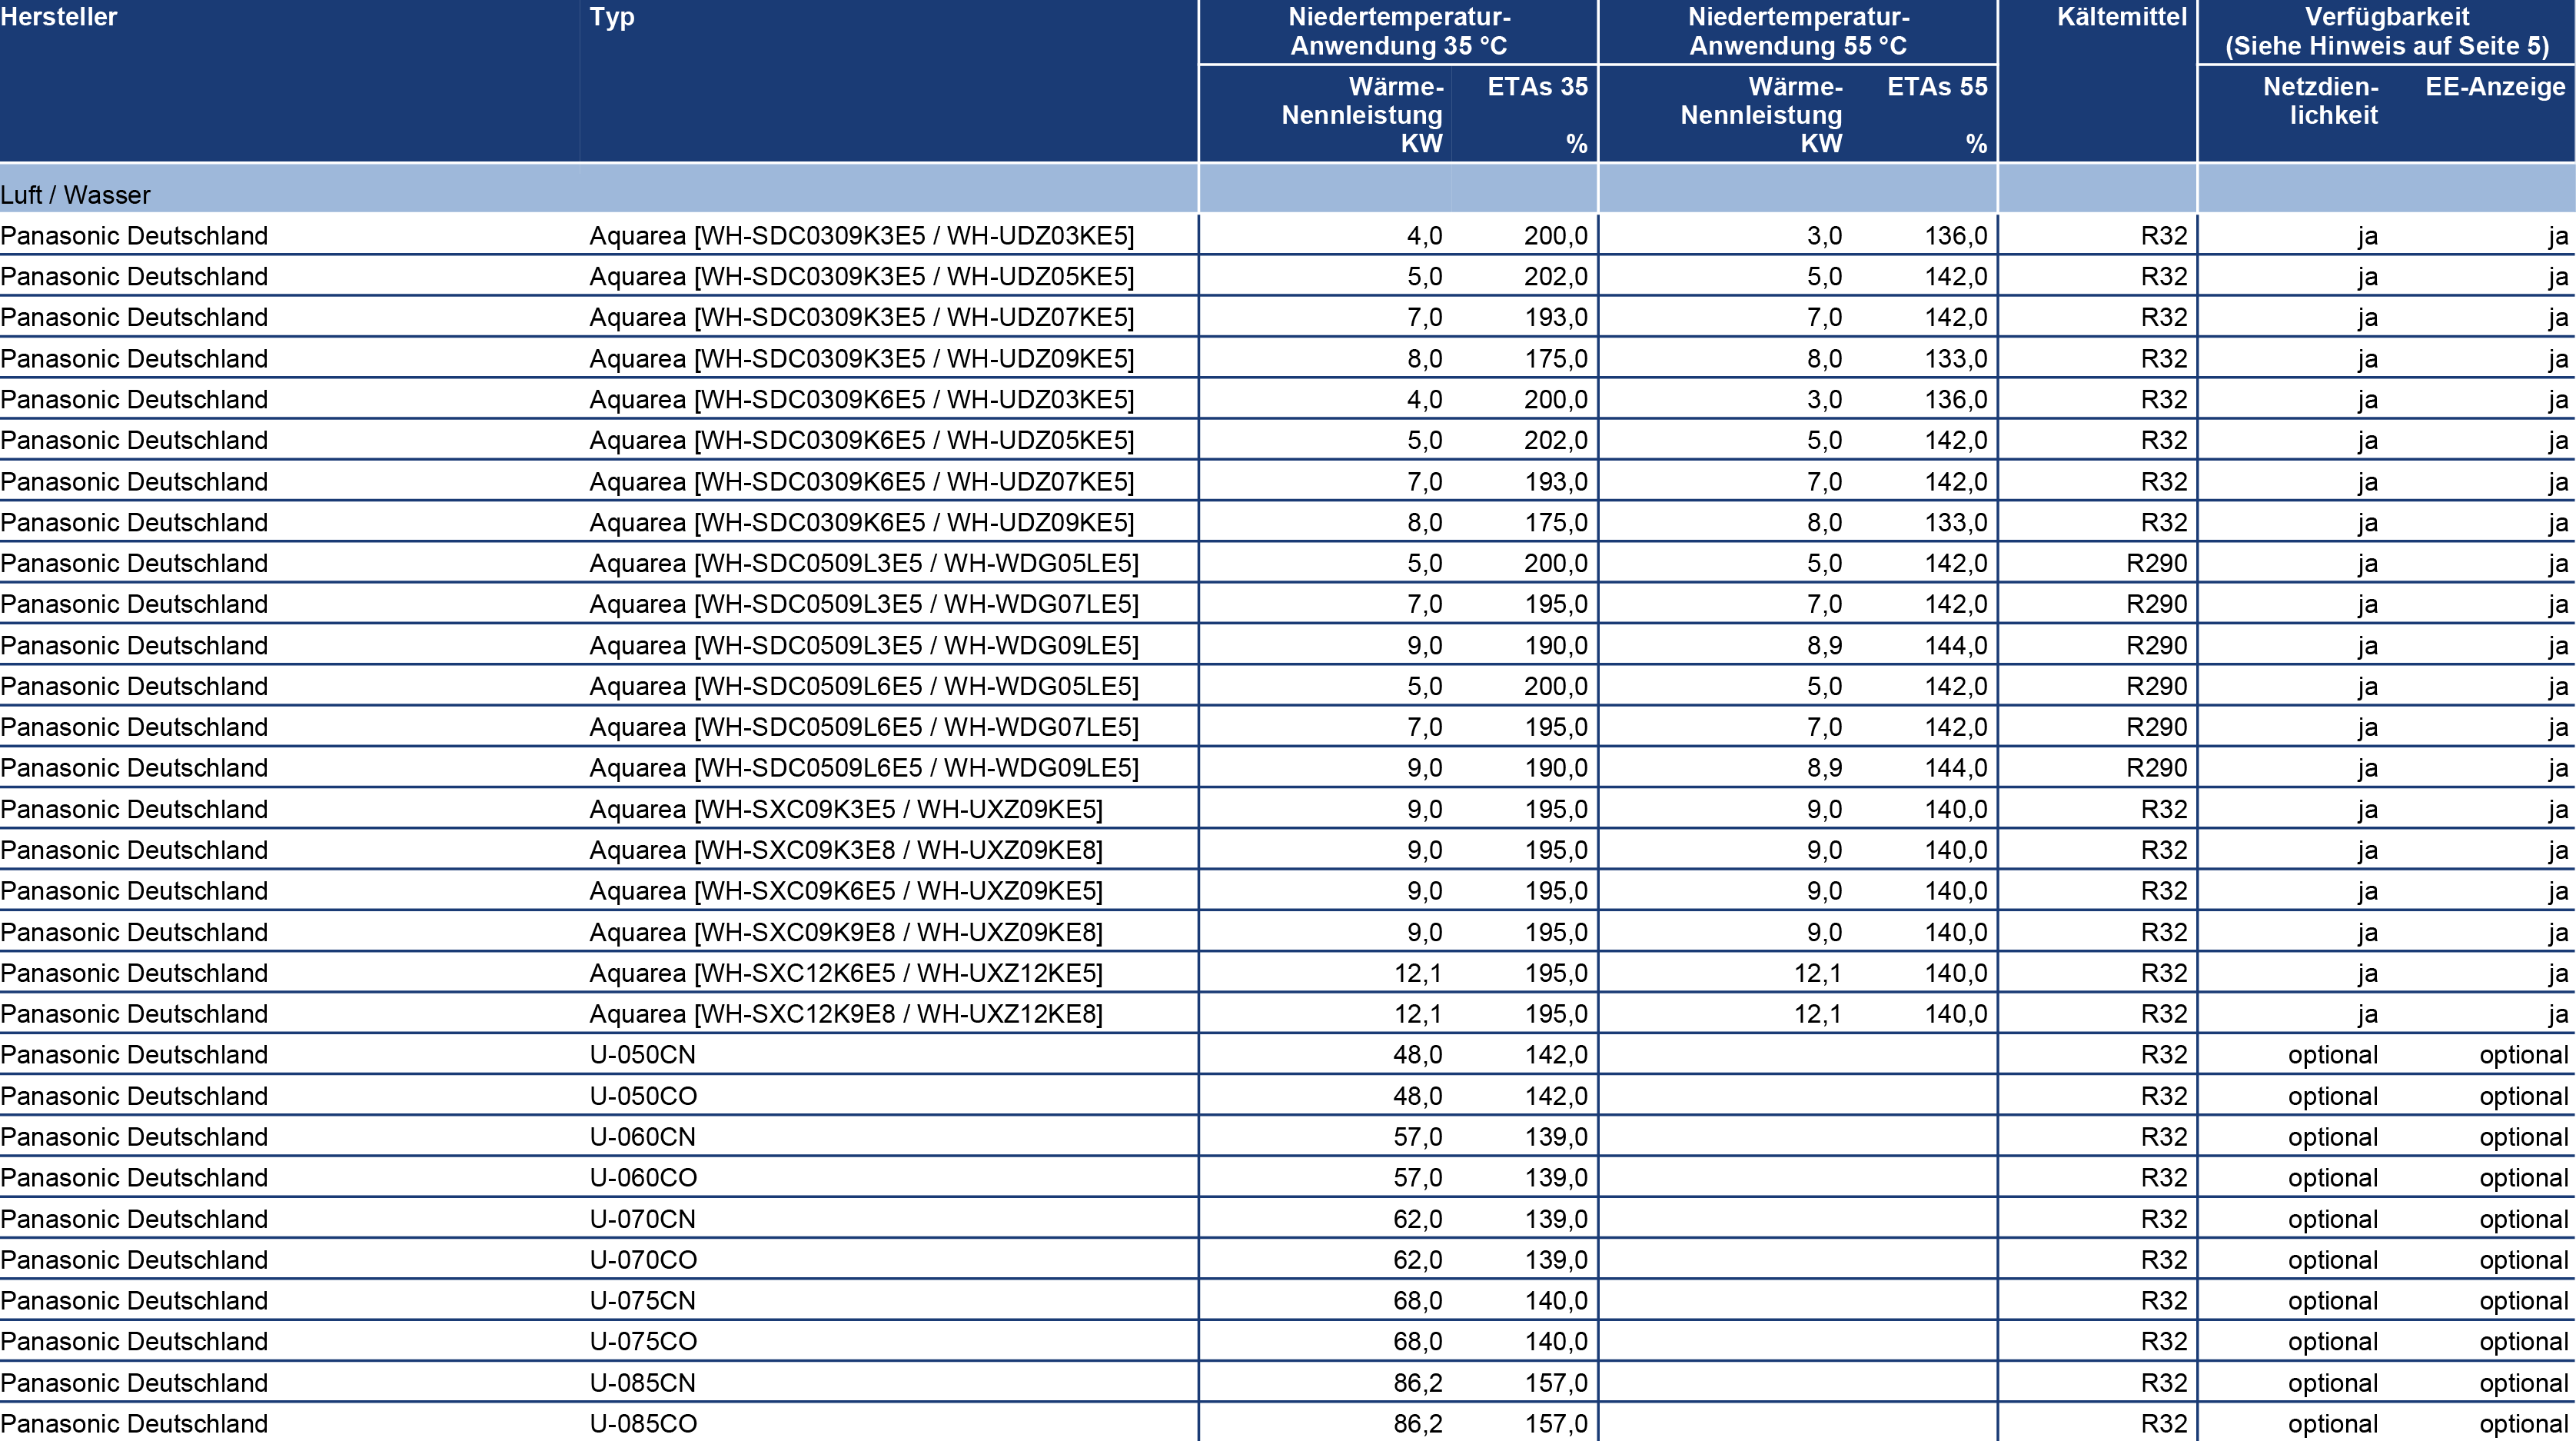 Hersteller Typ Niedertemperatur- Niedertemperatur- Kältemittel Verfügbarkeit
Anwendung 35 °C Anwendung 55 °C (Siehe Hinweis auf Seite 5)
Wärme- ETAs 35 Wärme- ETAs 55 Netzdien- EE-Anzeige
Nennleistung Nennleistung lichkeit
KW % KW %
Luft / Wasser
Panasonic Deutschland Aquarea [WH-SDC0309K3E5 / WH-UDZ03KE5] 4,0 200,0 3,0 136,0 R32 ja ja
Panasonic Deutschland Aquarea [WH-SDC0309K3E5 / WH-UDZ05KE5] 5,0 202,0 5,0 142,0 R32 ja ja
Panasonic Deutschland Aquarea [WH-SDC0309K3E5 / WH-UDZ07KE5] 7,0 193,0 7,0 142,0 R32 ja ja
Panasonic Deutschland Aquarea [WH-SDC0309K3E5 / WH-UDZ09KE5] 8,0 175,0 8,0 133,0 R32 ja ja
Panasonic Deutschland Aquarea [WH-SDC0309K6E5 / WH-UDZ03KE5] 4,0 200,0 3,0 136,0 R32 ja ja
Panasonic Deutschland Aquarea [WH-SDC0309K6E5 / WH-UDZ05KE5] 5,0 202,0 5,0 142,0 R32 ja ja
Panasonic Deutschland Aquarea [WH-SDC0309K6E5 / WH-UDZ07KE5] 7,0 193,0 7,0 142,0 R32 ja ja
Panasonic Deutschland Aquarea [WH-SDC0309K6E5 / WH-UDZ09KE5] 8,0 175,0 8,0 133,0 R32 ja ja
Panasonic Deutschland Aquarea [WH-SDC0509L3E5 / WH-WDG05LE5] 5,0 200,0 5,0 142,0 R290 ja ja
Panasonic Deutschland Aquarea [WH-SDC0509L3E5 / WH-WDG07LE5] 7,0 195,0 7,0 142,0 R290 ja ja
Panasonic Deutschland Aquarea [WH-SDC0509L3E5 / WH-WDG09LE5] 9,0 190,0 8,9 144,0 R290 ja ja
Panasonic Deutschland Aquarea [WH-SDC0509L6E5 / WH-WDG05LE5] 5,0 200,0 5,0 142,0 R290 ja ja
Panasonic Deutschland Aquarea [WH-SDC0509L6E5 / WH-WDG07LE5] 7,0 195,0 7,0 142,0 R290 ja ja
Panasonic Deutschland Aquarea [WH-SDC0509L6E5 / WH-WDG09LE5] 9,0 190,0 8,9 144,0 R290 ja ja
Panasonic Deutschland Aquarea [WH-SXC09K3E5 / WH-UXZ09KE5] 9,0 195,0 9,0 140,0 R32 ja ja
Panasonic Deutschland Aquarea [WH-SXC09K3E8 / WH-UXZ09KE8] 9,0 195,0 9,0 140,0 R32 ja ja
Panasonic Deutschland Aquarea [WH-SXC09K6E5 / WH-UXZ09KE5] 9,0 195,0 9,0 140,0 R32 ja ja
Panasonic Deutschland Aquarea [WH-SXC09K9E8 / WH-UXZ09KE8] 9,0 195,0 9,0 140,0 R32 ja ja
Panasonic Deutschland Aquarea [WH-SXC12K6E5 / WH-UXZ12KE5] 12,1 195,0 12,1 140,0 R32 ja ja
Panasonic Deutschland Aquarea [WH-SXC12K9E8 / WH-UXZ12KE8] 12,1 195,0 12,1 140,0 R32 ja ja
Panasonic Deutschland U-050CN 48,0 142,0 R32 optional optional
Panasonic Deutschland U-050CO 48,0 142,0 R32 optional optional
Panasonic Deutschland U-060CN 57,0 139,0 R32 optional optional
Panasonic Deutschland U-060CO 57,0 139,0 R32 optional optional
Panasonic Deutschland U-070CN 62,0 139,0 R32 optional optional
Panasonic Deutschland U-070CO 62,0 139,0 R32 optional optional
Panasonic Deutschland U-075CN 68,0 140,0 R32 optional optional
Panasonic Deutschland U-075CO 68,0 140,0 R32 optional optional
Panasonic Deutschland U-085CN 86,2 157,0 R32 optional optional
Panasonic Deutschland U-085CO 86,2 157,0 R32 optional optional